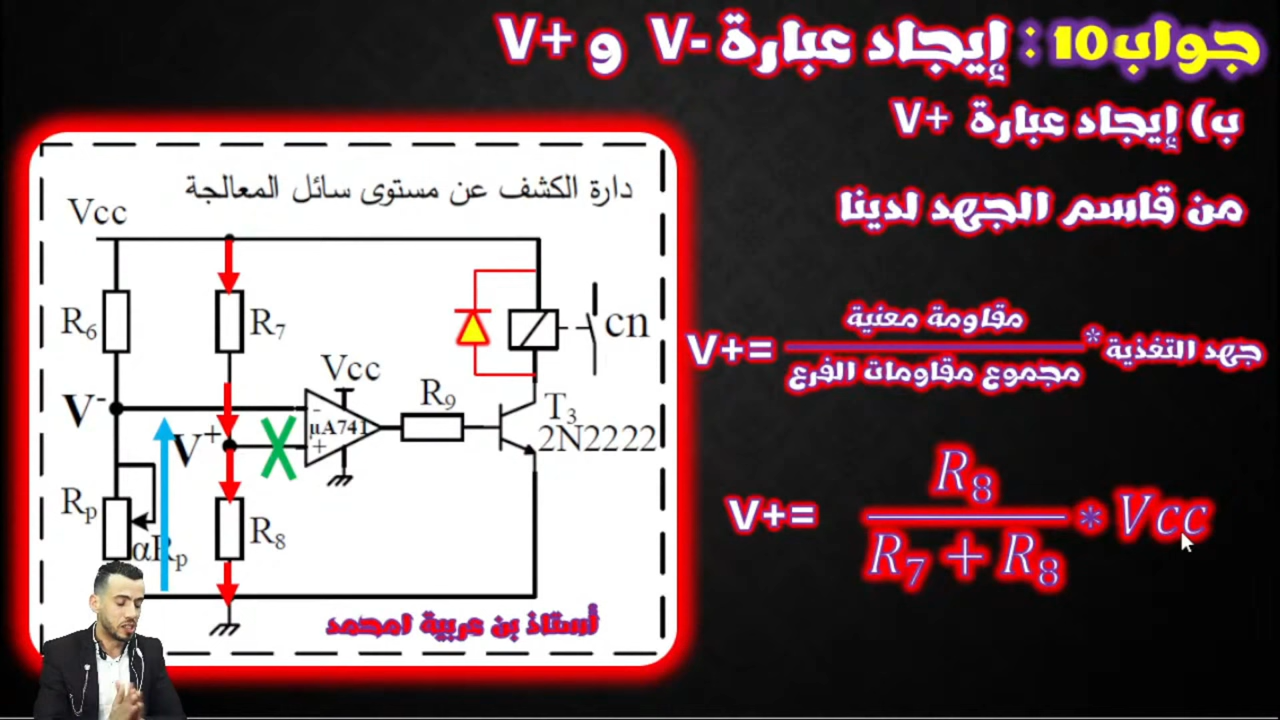 جواب10 : إيجاد عبارة V- و V+
ب) إيجاد عبارة V+
من قاسم الجهد لدينا
V+= مقاومة معنية / مجموع مقاومات الفرع * جهد التغذية
V+= R₈ / R₇ + R₈ * Vcc
دارة الكشف عن مستوى سائل المعالجة
Vcc
R₆
R₇
cn
Vcc
R₉
T₃
2N2222
V⁻
V⁺
-
µA741
+
Rₚ
αRₚ
R₈
أستاذ بن عربية امحمد